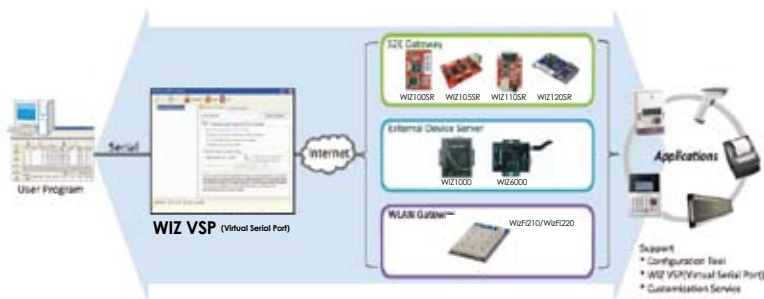 S2E Gateway
WIZ100SR WIZ105SR WIZ110SR WIZ120SR
External Device Server
WIZ1000 WIZ6000
WLAN Gateway
WizFi210/WizFi220
User Program
Serial
WIZ VSP (Virtual Serial Port)
Internet
Applications
Support
* Configuration Tool
* WIZ VSP(Virtual Serial Port)
* Customization Service